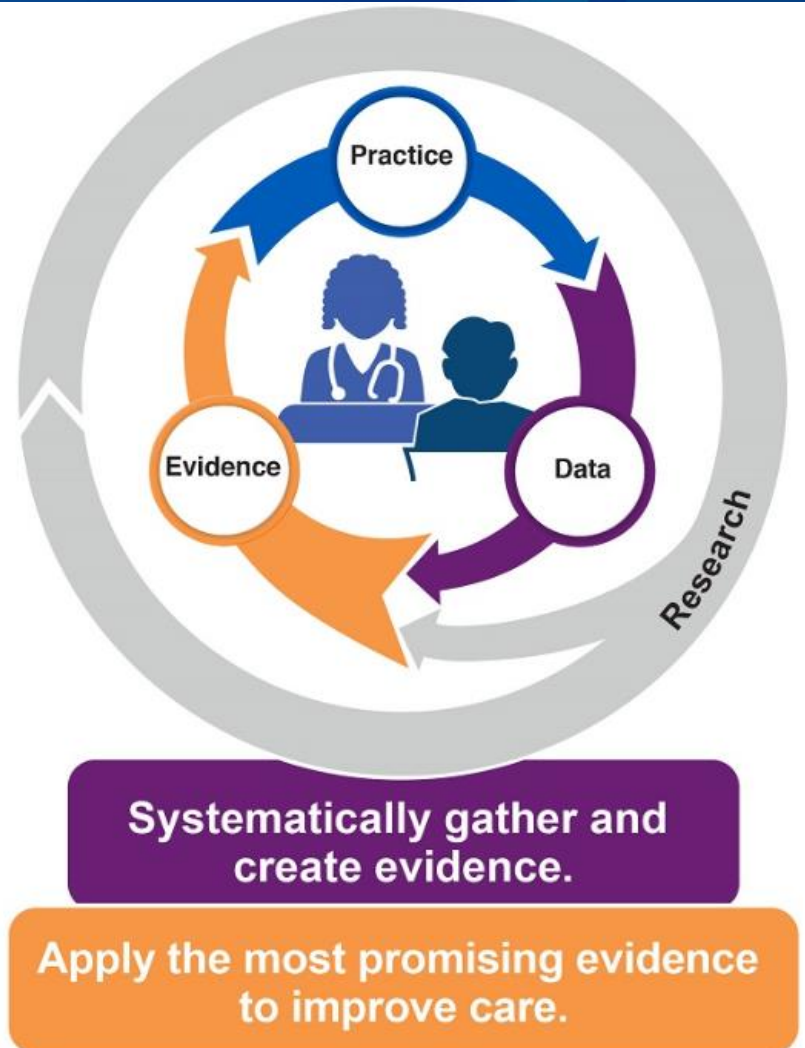 Practice
Evidence
Data
Research
Systematically gather and
create evidence.
Apply the most promising evidence
to improve care.